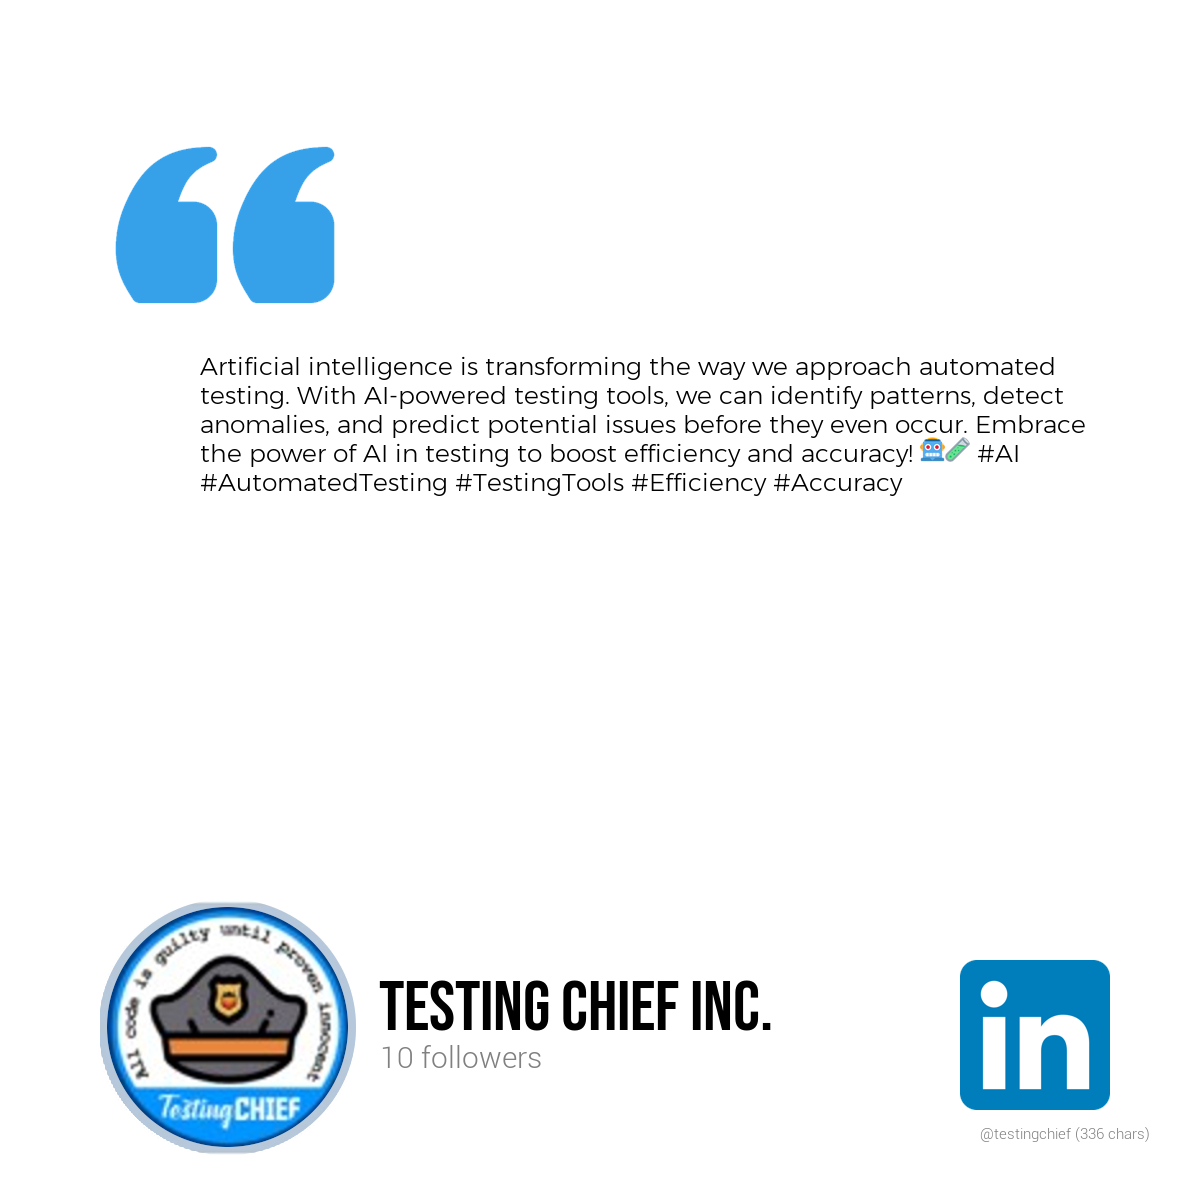 Artificial intelligence is transforming the way we approach automated
testing. With AI-powered testing tools, we can identify patterns, detect
anomalies, and predict potential issues before they even occur. Embrace
the power of AI in testing to boost efficiency and accuracy! 🤖🧪 #AI
#AutomatedTesting #TestingTools #Efficiency #Accuracy
All code is guilty until proven innocent
Testing CHIEF
TESTING CHIEF INC.
10 followers
in
@testingchief (336 chars)